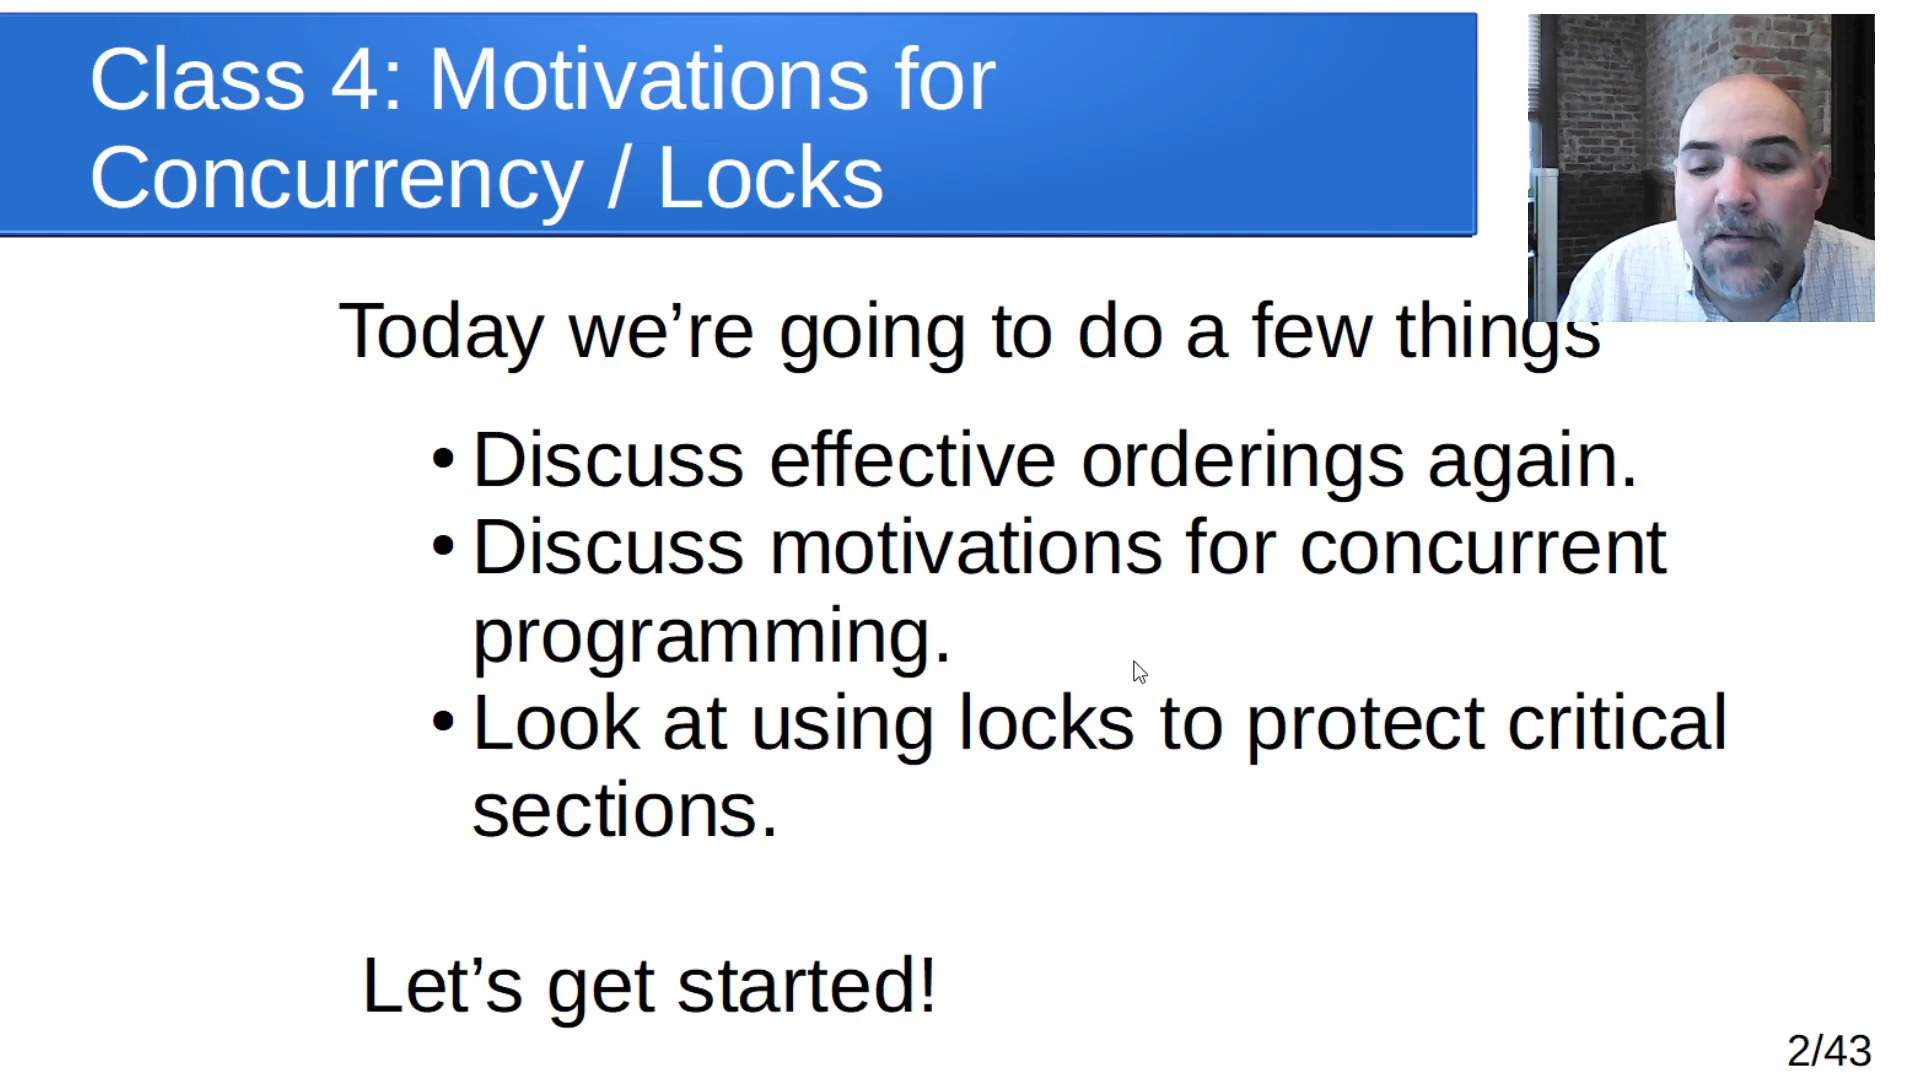 Class 4: Motivations for
Concurrency / Locks
Today we’re going to do a few things
• Discuss effective orderings again.
• Discuss motivations for concurrent
programming.
• Look at using locks to protect critical
sections.
Let’s get started!
2/43